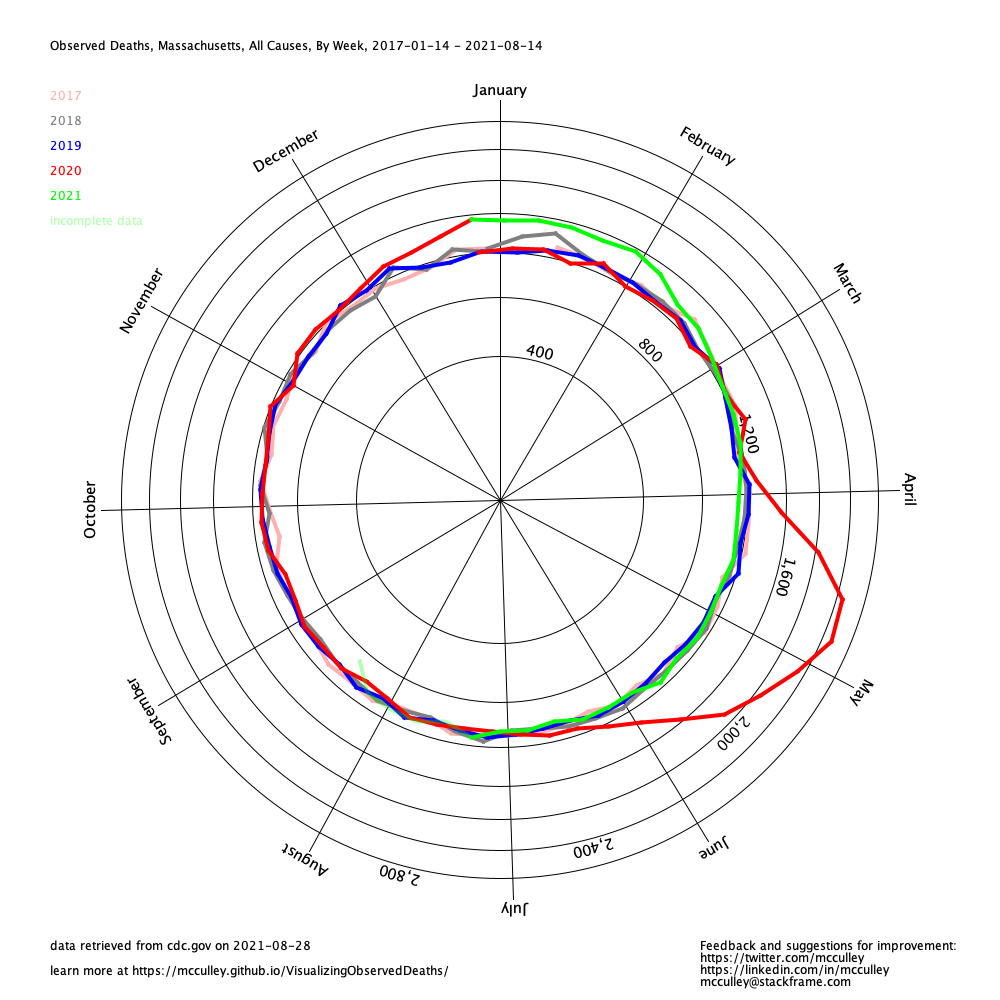 Observed Deaths, Massachusetts, All Causes, By Week, 2017-01-14 - 2021-08-14
2017
2018
2019
2020
2021
incomplete data
January
February
March
April
May
June
July
August
September
October
November
December
400
800
1,200
1,600
2,000
2,400
2,800
data retrieved from cdc.gov on 2021-08-28
learn more at https://mcculley.github.io/VisualizingObservedDeaths/
Feedback and suggestions for improvement:
https://twitter.com/mcculley
https://linkedin.com/in/mcculley
mcculley@stackframe.com